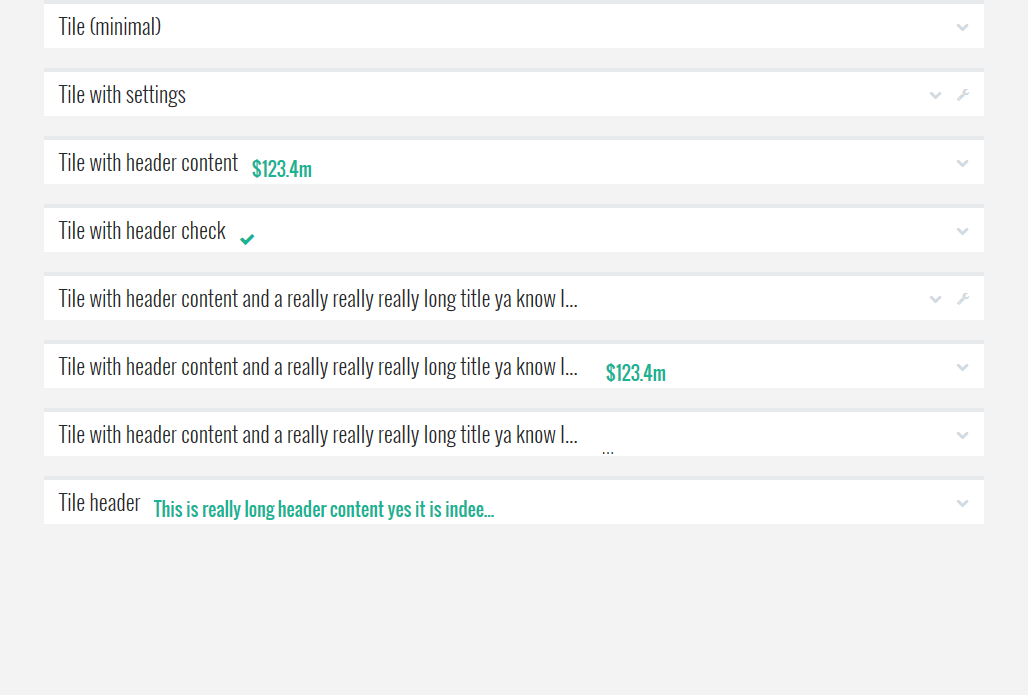 Tile (minimal)
Tile with settings
Tile with header content $123.4m
Tile with header check
Tile with header content and a really really really long title ya know I...
Tile with header content and a really really really long title ya know I... $123.4m
Tile with header content and a really really really long title ya know I... ...
Tile header This is really long header content yes it is indee...